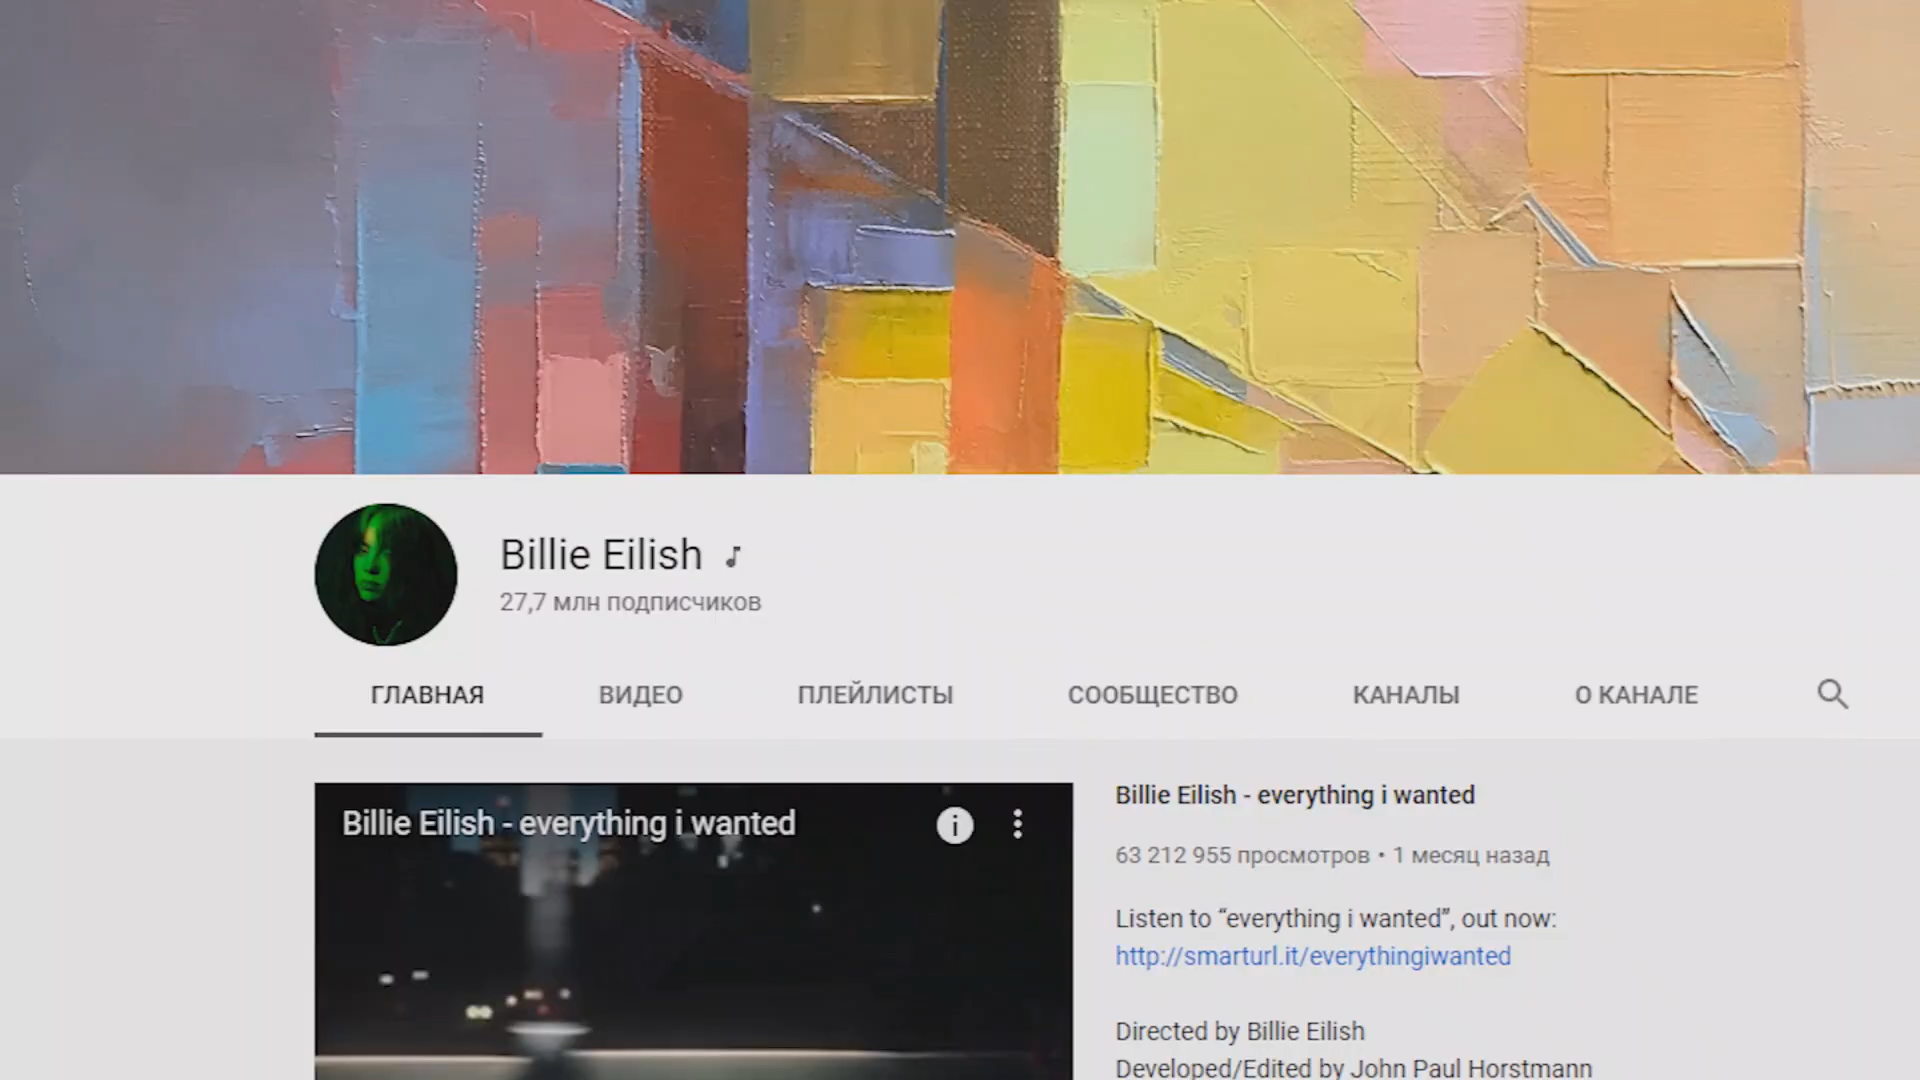 Billie Eilish
27,7 млн подписчиков
ГЛАВНАЯ ВИДЕО ПЛЕЙЛИСТЫ СООБЩЕСТВО КАНАЛЫ О КАНАЛЕ
Billie Eilish - everything i wanted
Billie Eilish - everything i wanted
63 212 955 просмотров • 1 месяц назад
Listen to “everything i wanted”, out now:
http://smarturl.it/everythingiwanted
Directed by Billie Eilish
Developed/Edited by John Paul Horstmann